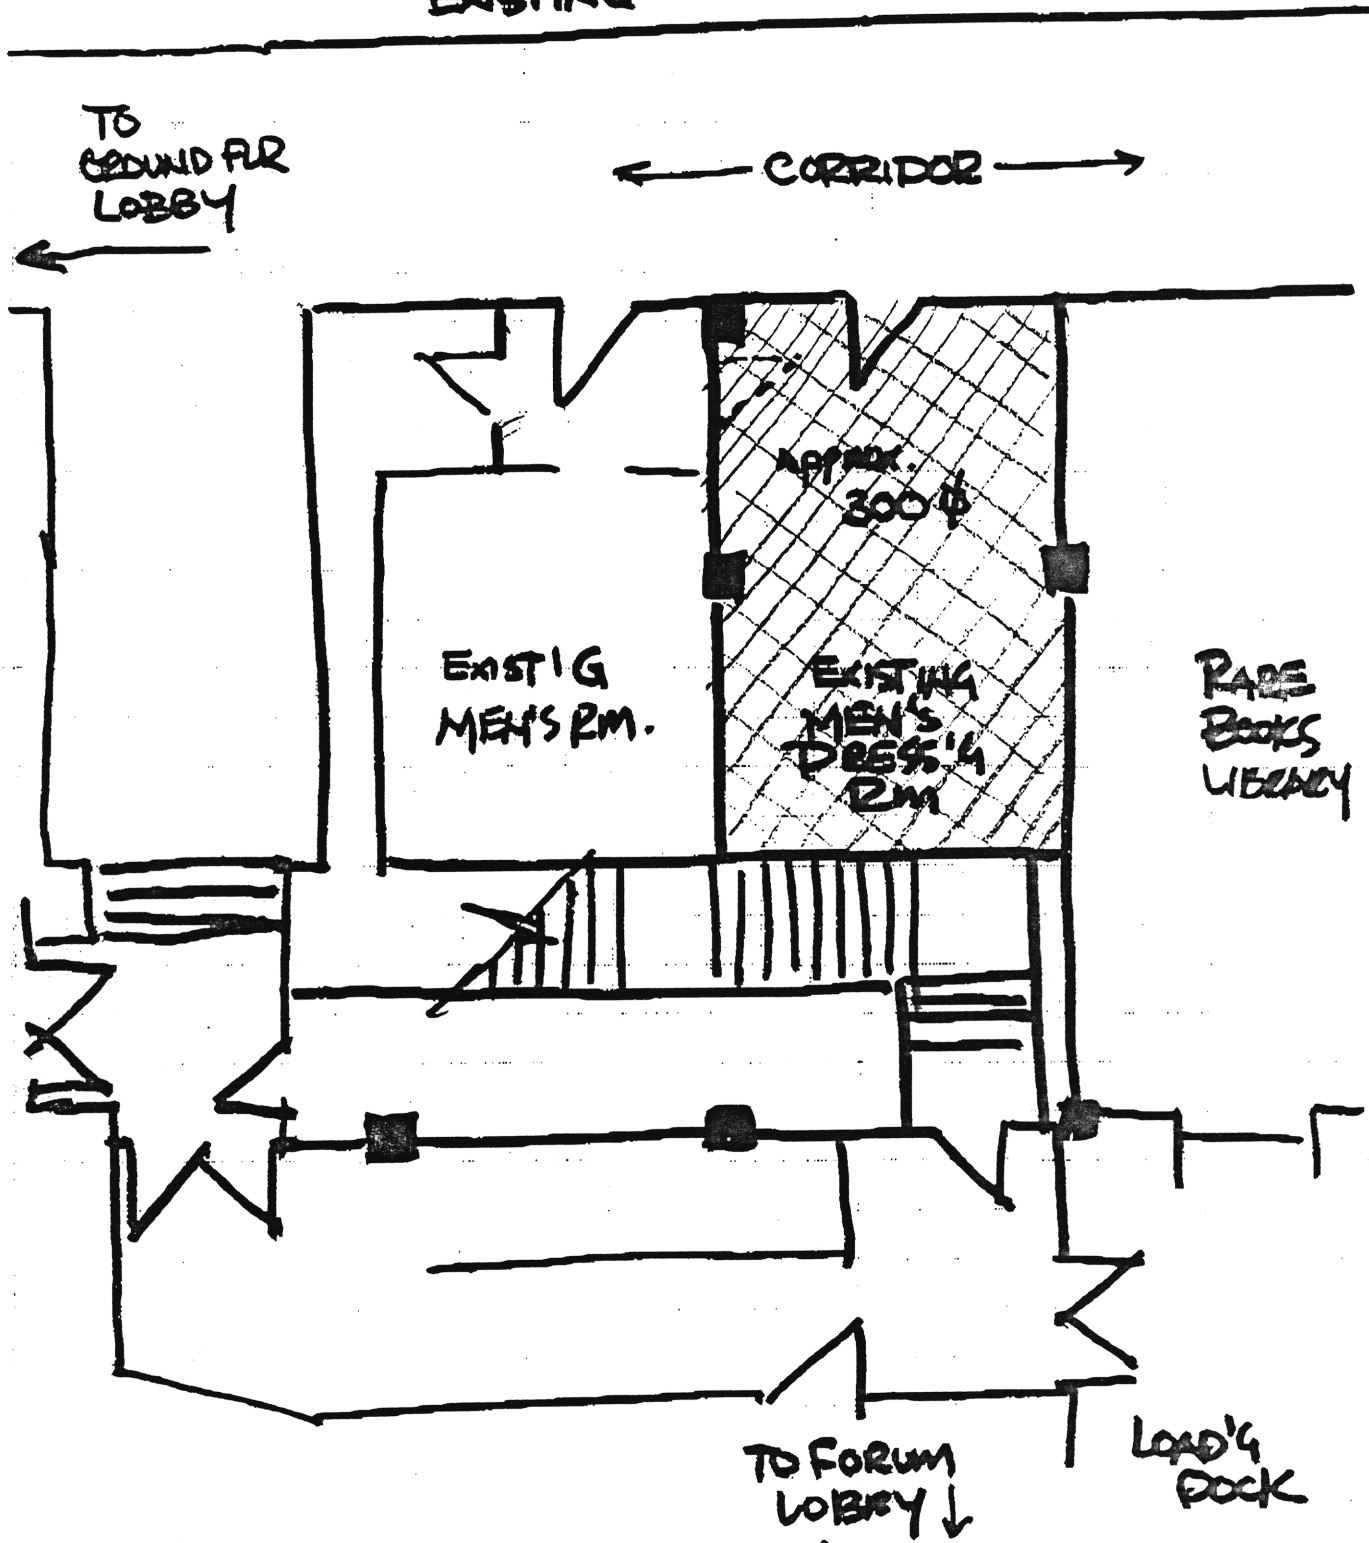 EXISTING
TO
GROUND FLR
LOBBY
CORRIDOR
APPROX.
300 ⏍
EXIST'G
MEN'S RM.
EXISTING
MEN'S
DRESS'G
RM
RARE
BOOKS
LIBRARY
TO FORUM
LOBBY
LOAD'G
DOCK